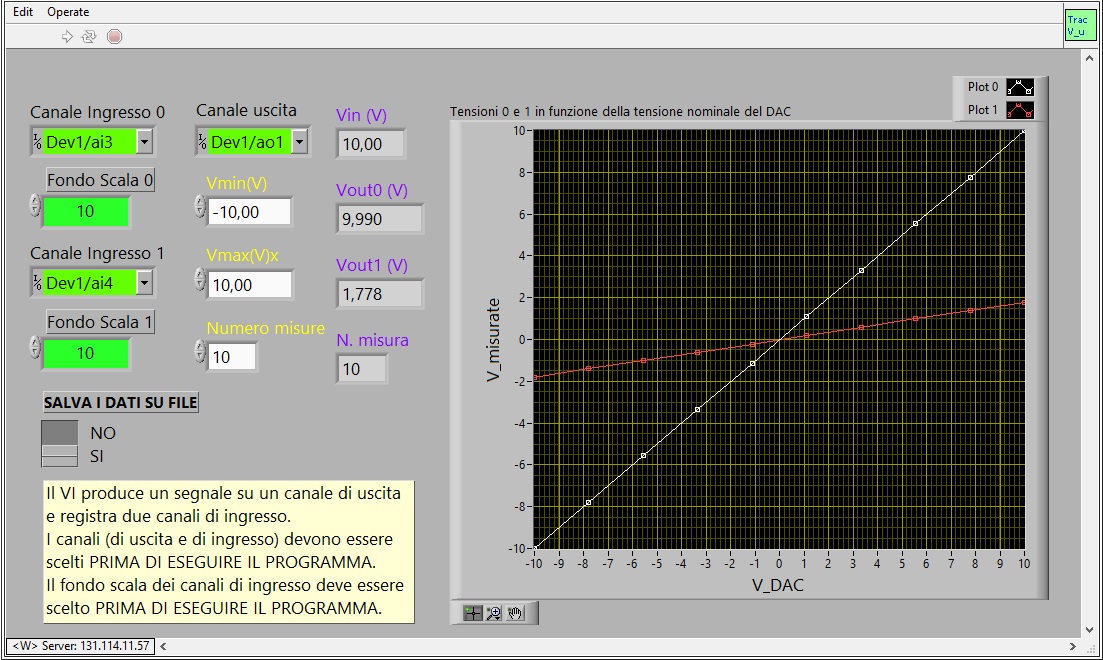 Edit Operate
Trac
V_u
Canale Ingresso 0
Dev1/ai3
Fondo Scala 0
10
Canale Ingresso 1
Dev1/ai4
Fondo Scala 1
10
Canale uscita
Dev1/ao1
Vmin(V)
-10,00
Vmax(V)x
10,00
Numero misure
10
Vin (V)
10,00
Vout0 (V)
9,990
Vout1 (V)
1,778
N. misura
10
SALVA I DATI SU FILE
NO
SI
Il VI produce un segnale su un canale di uscita
e registra due canali di ingresso.
I canali (di uscita e di ingresso) devono essere
scelti PRIMA DI ESEGUIRE IL PROGRAMMA.
Il fondo scala dei canali di ingresso deve essere
scelto PRIMA DI ESEGUIRE IL PROGRAMMA.
Tensioni 0 e 1 in funzione della tensione nominale del DAC
Plot 0
Plot 1
V_misurate
10
8
6
4
2
0
-2
-4
-6
-8
-10
-10 -9 -8 -7 -6 -5 -4 -3 -2 -1 0 1 2 3 4 5 6 7 8 9 10
V_DAC
<W> Server: 131.114.11.57